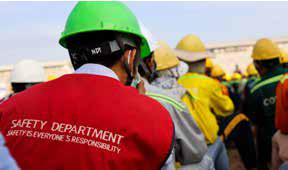 SAFETY DEPARTMENT
SAFETY IS EVERYONE'S RESPONSIBILITY